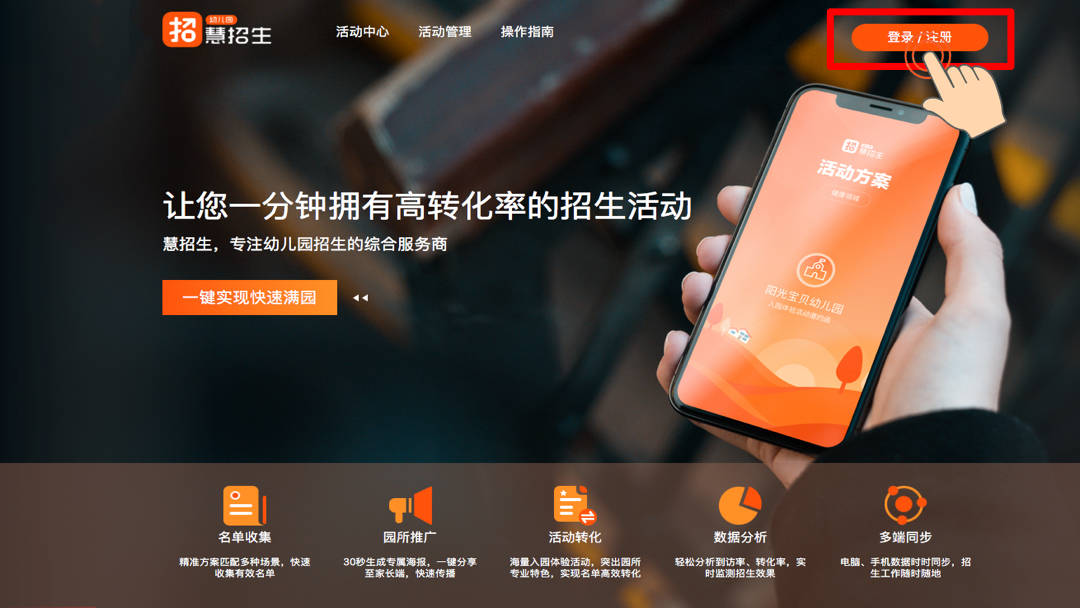 招 幼儿园
慧招生
活动中心 活动管理 操作指南
登录 / 注册
招 慧招生
活动方案
让您一分钟拥有高转化率的招生活动
慧招生，专注幼儿园招生的综合服务商
一键实现快速满园
阳光宝贝幼儿园
名单收集
精准方案匹配多种场景，快速
收集有效名单
园所推广
30秒生成专属海报，一键分享
至家长端，快速传播
活动转化
海量入园体验活动，突出园所
专业特色，实现名单高效转化
数据分析
轻松分析到访率、转化率，实
时监测招生效果
多端同步
电脑、手机数据时时同步，招
生工作随时随地